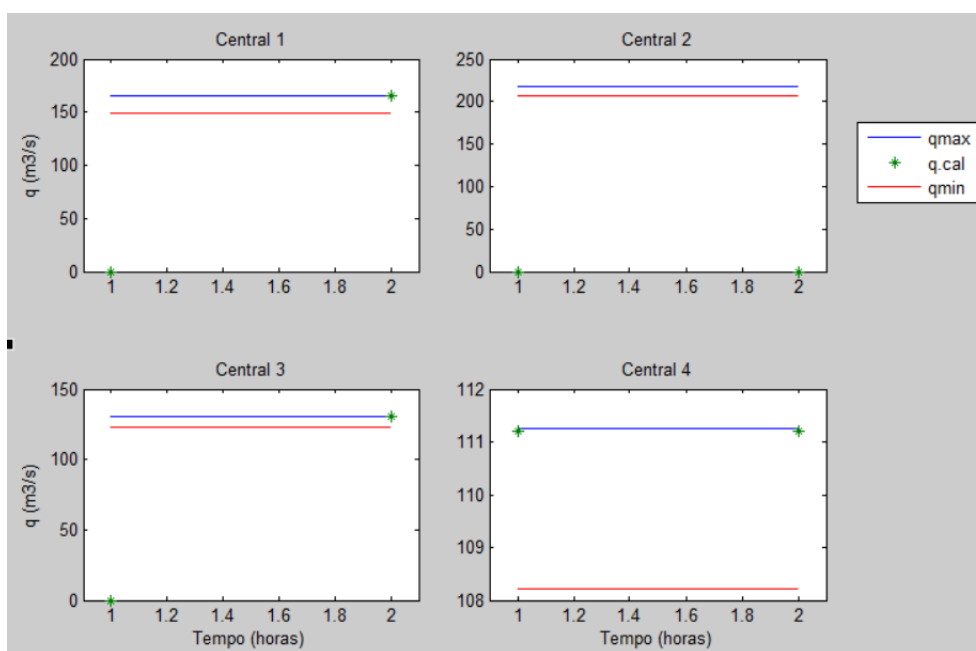 Central 1
200
150
100
50
0
q (m3/s)
1 1.2 1.4 1.6 1.8 2
Central 2
250
200
150
100
50
0
1 1.2 1.4 1.6 1.8 2
qmax
q.cal
qmin
Central 3
150
100
50
0
q (m3/s)
1 1.2 1.4 1.6 1.8 2
Tempo (horas)
Central 4
112
111
110
109
108
1 1.2 1.4 1.6 1.8 2
Tempo (horas)